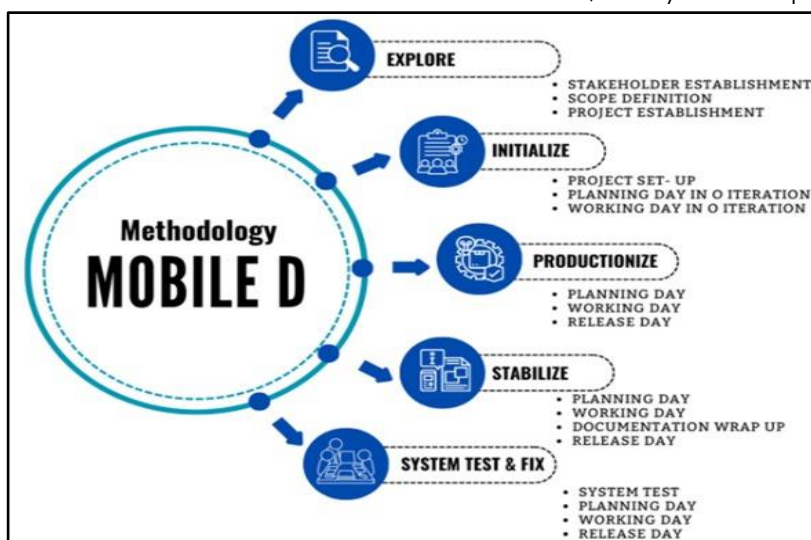 EXPLORE
• STAKEHOLDER ESTABLISHMENT
• SCOPE DEFINITION
• PROJECT ESTABLISHMENT
INITIALIZE
• PROJECT SET- UP
• PLANNING DAY IN O ITERATION
• WORKING DAY IN O ITERATION
Methodology
MOBILE D
PRODUCTIONIZE
• PLANNING DAY
• WORKING DAY
• RELEASE DAY
STABILIZE
• PLANNING DAY
• WORKING DAY
• DOCUMENTATION WRAP UP
• RELEASE DAY
SYSTEM TEST & FIX
• SYSTEM TEST
• PLANNING DAY
• WORKING DAY
• RELEASE DAY